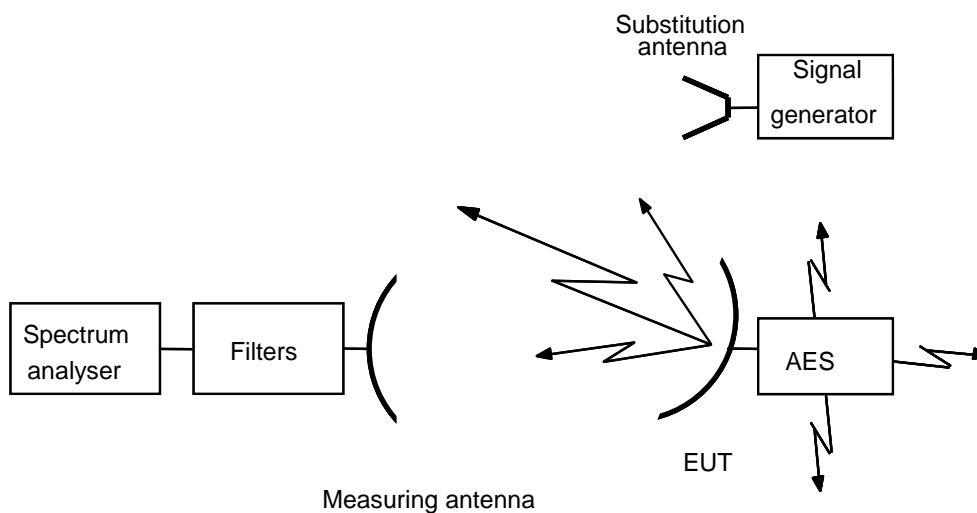 Substitution
antenna
Signal
generator
Spectrum
analyser
Filters
AES
EUT
Measuring antenna